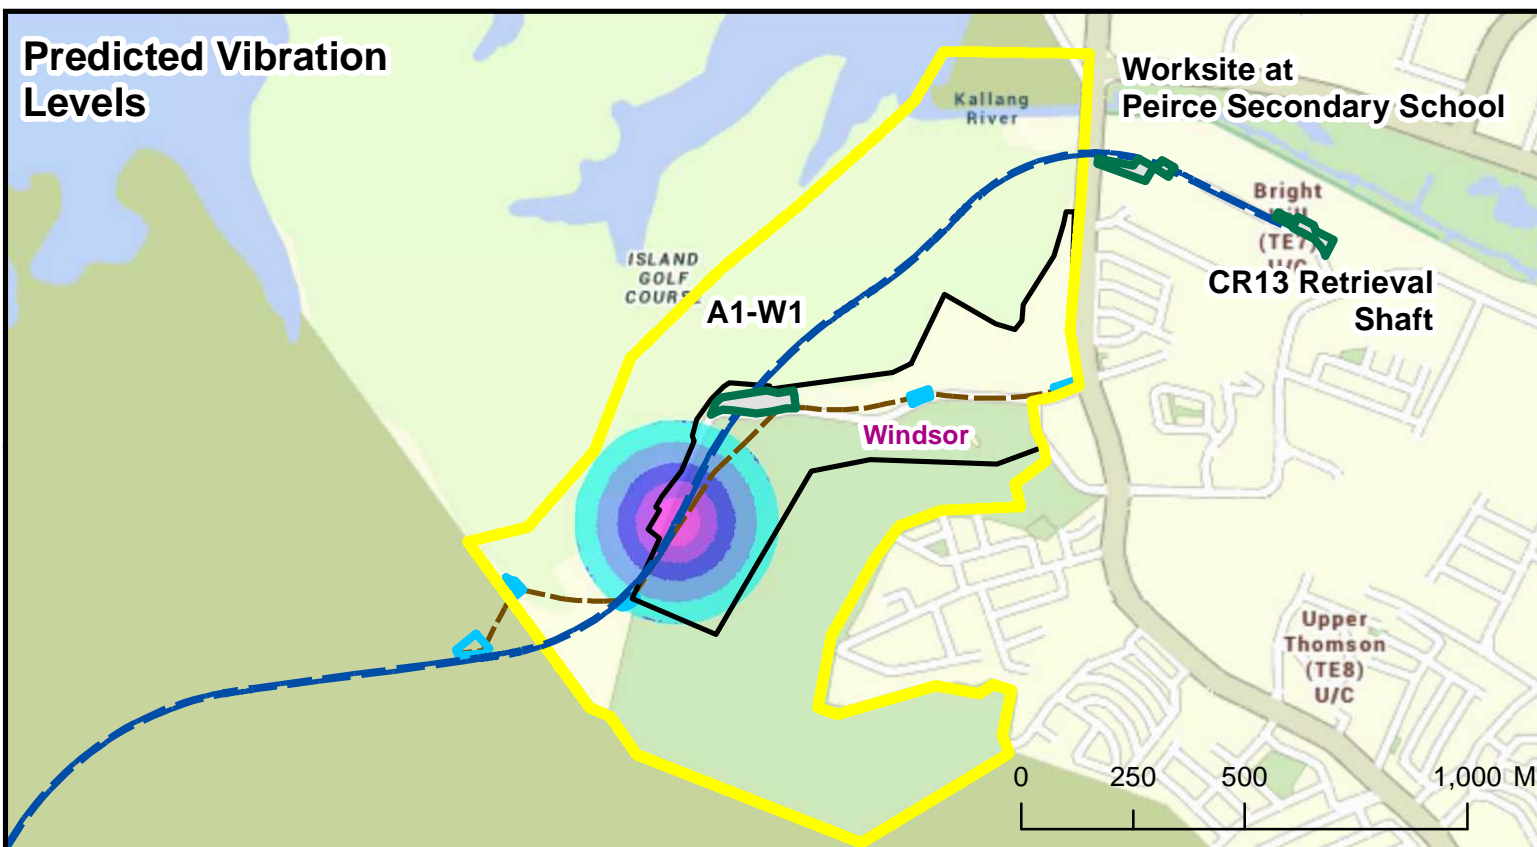 Predicted Vibration
Levels
Worksite at
Peirce Secondary School
Kallang
River
Bright
(TE7)
U/C
CR13 Retrieval
Shaft
ISLAND
GOLF
COURSE
A1-W1
Windsor
Upper
Thomson
(TE8)
U/C
0 250 500 1,000 M